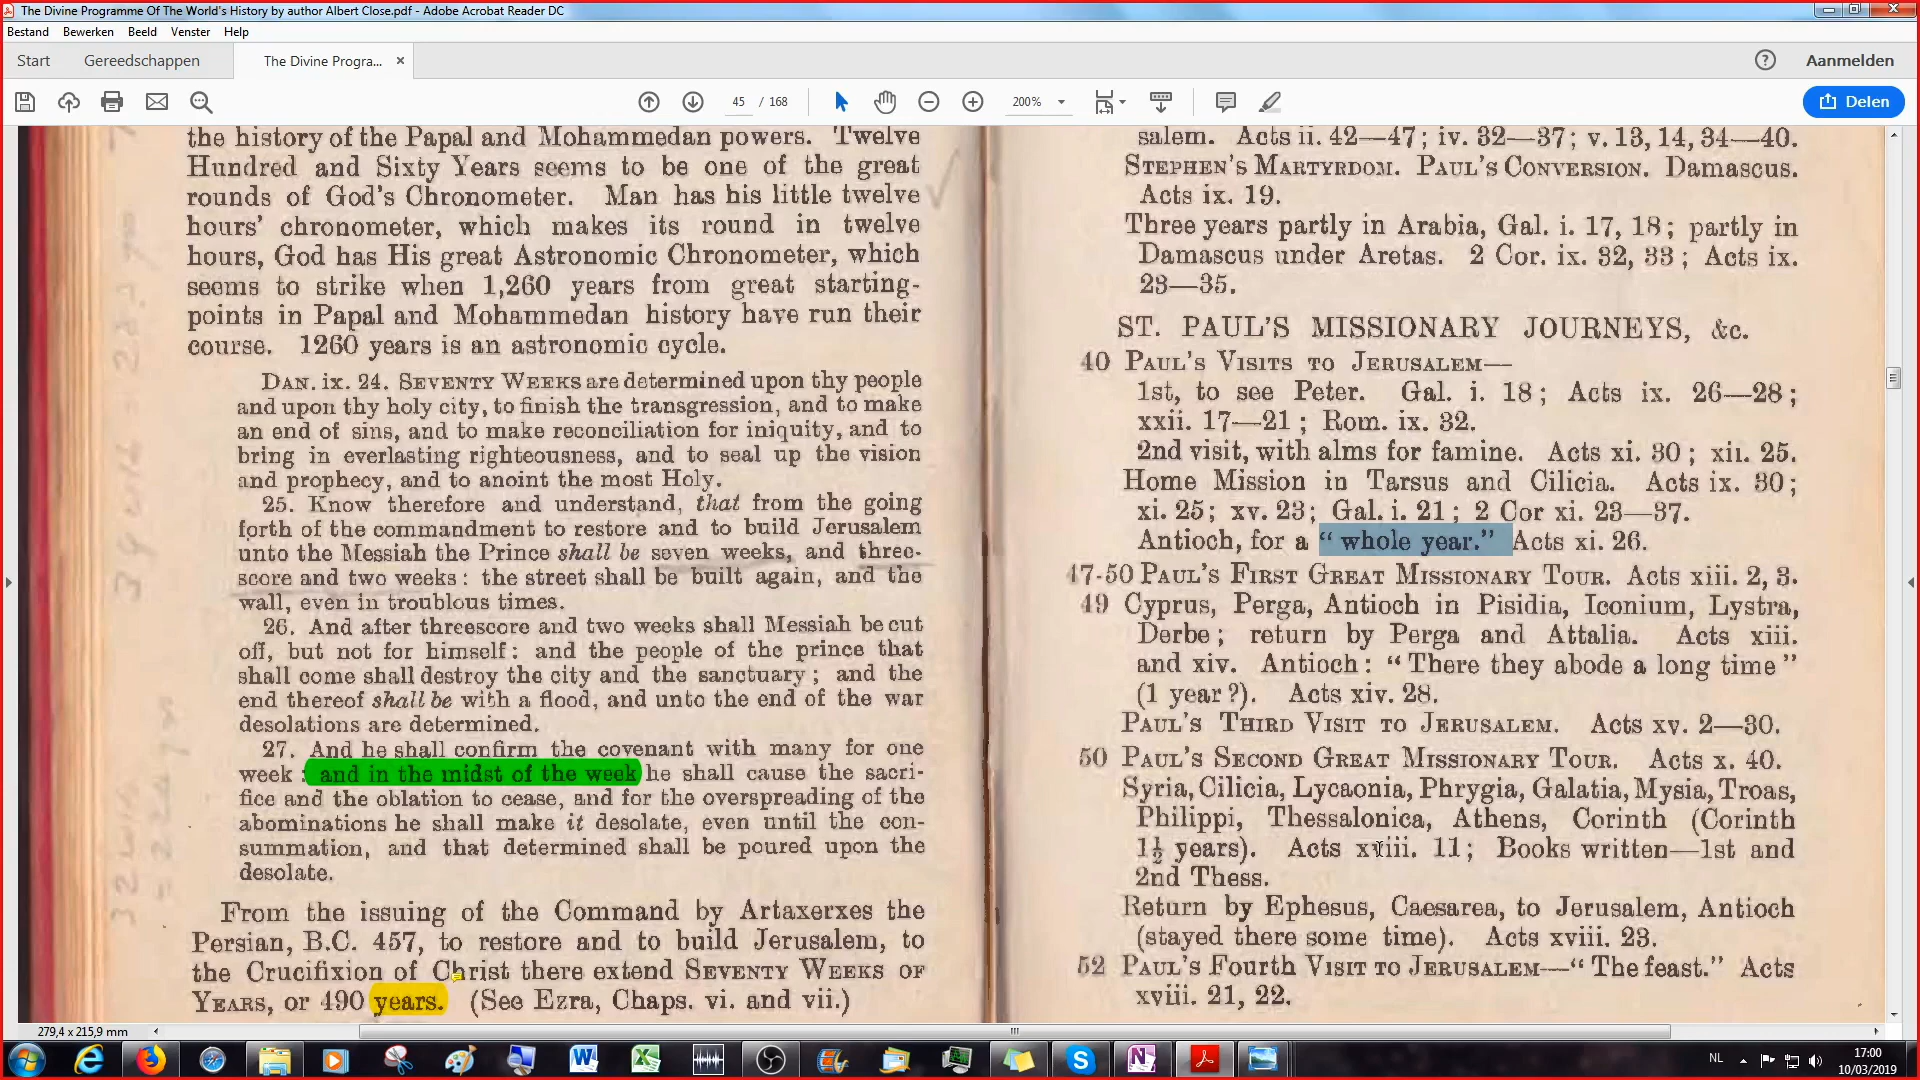 The Divine Programme Of The World's History by author Albert Close.pdf - Adobe Acrobat Reader DC
Bestand Bewerken Beeld Venster Help
Start Gereedschappen The Divine Progra... × Aanmelden
45 / 168 200% Delen
the history of the Papal and Mohammedan powers. Twelve
Hundred and Sixty Years seems to be one of the great
rounds of God's Chronometer. Man has his little twelve
hours' chronometer, which makes its round in twelve
hours, God has His great Astronomic Chronometer, which
seems to strike when 1,260 years from great starting-
points in Papal and Mohammedan history have run their
course. 1260 years is an astronomic cycle.
DAN. ix. 24. SEVENTY WEEKS are determined upon thy people
and upon thy holy city, to finish the transgression, and to make
an end of sins, and to make reconciliation for iniquity, and to
bring in everlasting righteousness, and to seal up the vision
and prophecy, and to anoint the most Holy.
25. Know therefore and understand, that from the going
forth of the commandment to restore and to build Jerusalem
unto the Messiah the Prince shall be seven weeks, and three-
score and two weeks: the street shall be built again, and the
wall, even in troublous times.
26. And after threescore and two weeks shall Messiah be cut
off, but not for himself: and the people of the prince that
shall come shall destroy the city and the sanctuary; and the
end thereof shall be with a flood, and unto the end of the war
desolations are determined.
27. And he shall confirm the covenant with many for one
week: and in the midst of the week he shall cause the sacri-
fice and the oblation to cease, and for the overspreading of the
abominations he shall make it desolate, even until the con-
summation, and that determined shall be poured upon the
desolate.
From the issuing of the Command by Artaxerxes the
Persian, B.C. 457, to restore and to build Jerusalem, to
the Crucifixion of Christ there extend SEVENTY WEEKS OF
YEARS, or 490 years. (See Ezra, Chaps. vi. and vii.)
salem. Acts ii. 42—47; iv. 32—37; v. 13, 14, 34—40.
STEPHEN'S MARTYRDOM. PAUL'S CONVERSION. Damascus.
Acts ix. 19.
Three years partly in Arabia, Gal. i. 17, 18; partly in
Damascus under Aretas. 2 Cor. ix. 32, 33; Acts ix.
23—35.
ST. PAUL'S MISSIONARY JOURNEYS, &c.
40 PAUL'S VISITS TO JERUSALEM—
1st, to see Peter. Gal. i. 18; Acts ix. 26—28;
xxii. 17—21; Rom. ix. 32.
2nd visit, with alms for famine. Acts xi. 30; xii. 25.
Home Mission in Tarsus and Cilicia. Acts ix. 30;
xi. 25; xv. 23; Gal. i. 21; 2 Cor xi. 23—37.
Antioch, for a "whole year." Acts xi. 26.
47-50 PAUL'S FIRST GREAT MISSIONARY TOUR. Acts xiii. 2, 3.
49 Cyprus, Perga, Antioch in Pisidia, Iconium, Lystra,
Derbe; return by Perga and Attalia. Acts xiii.
and xiv. Antioch: "There they abode a long time"
(1 year?). Acts xiv. 28.
PAUL'S THIRD VISIT TO JERUSALEM. Acts xv. 2—30.
50 PAUL'S SECOND GREAT MISSIONARY TOUR. Acts x. 40.
Syria, Cilicia, Lycaonia, Phrygia, Galatia, Mysia, Troas,
Philippi, Thessalonica, Athens, Corinth (Corinth
1½ years). Acts xviii. 11; Books written—1st and
2nd Thess.
Return by Ephesus, Caesarea, to Jerusalem, Antioch
(stayed there some time). Acts xviii. 23.
52 PAUL'S FOURTH VISIT TO JERUSALEM—"The feast." Acts
xviii. 21, 22.
279,4 x 215,9 mm
NL 17:00
10/03/2019